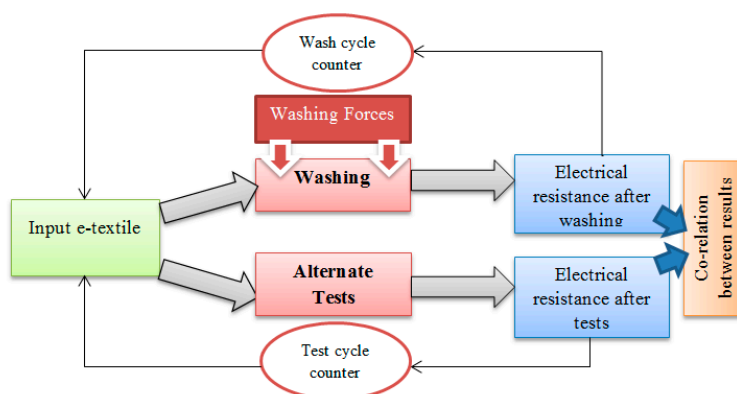 Wash cycle
counter
Washing Forces
Washing
Electrical
resistance after
washing
Input e-textile
Co-relation
between results
Alternate
Tests
Electrical
resistance after
tests
Test cycle
counter